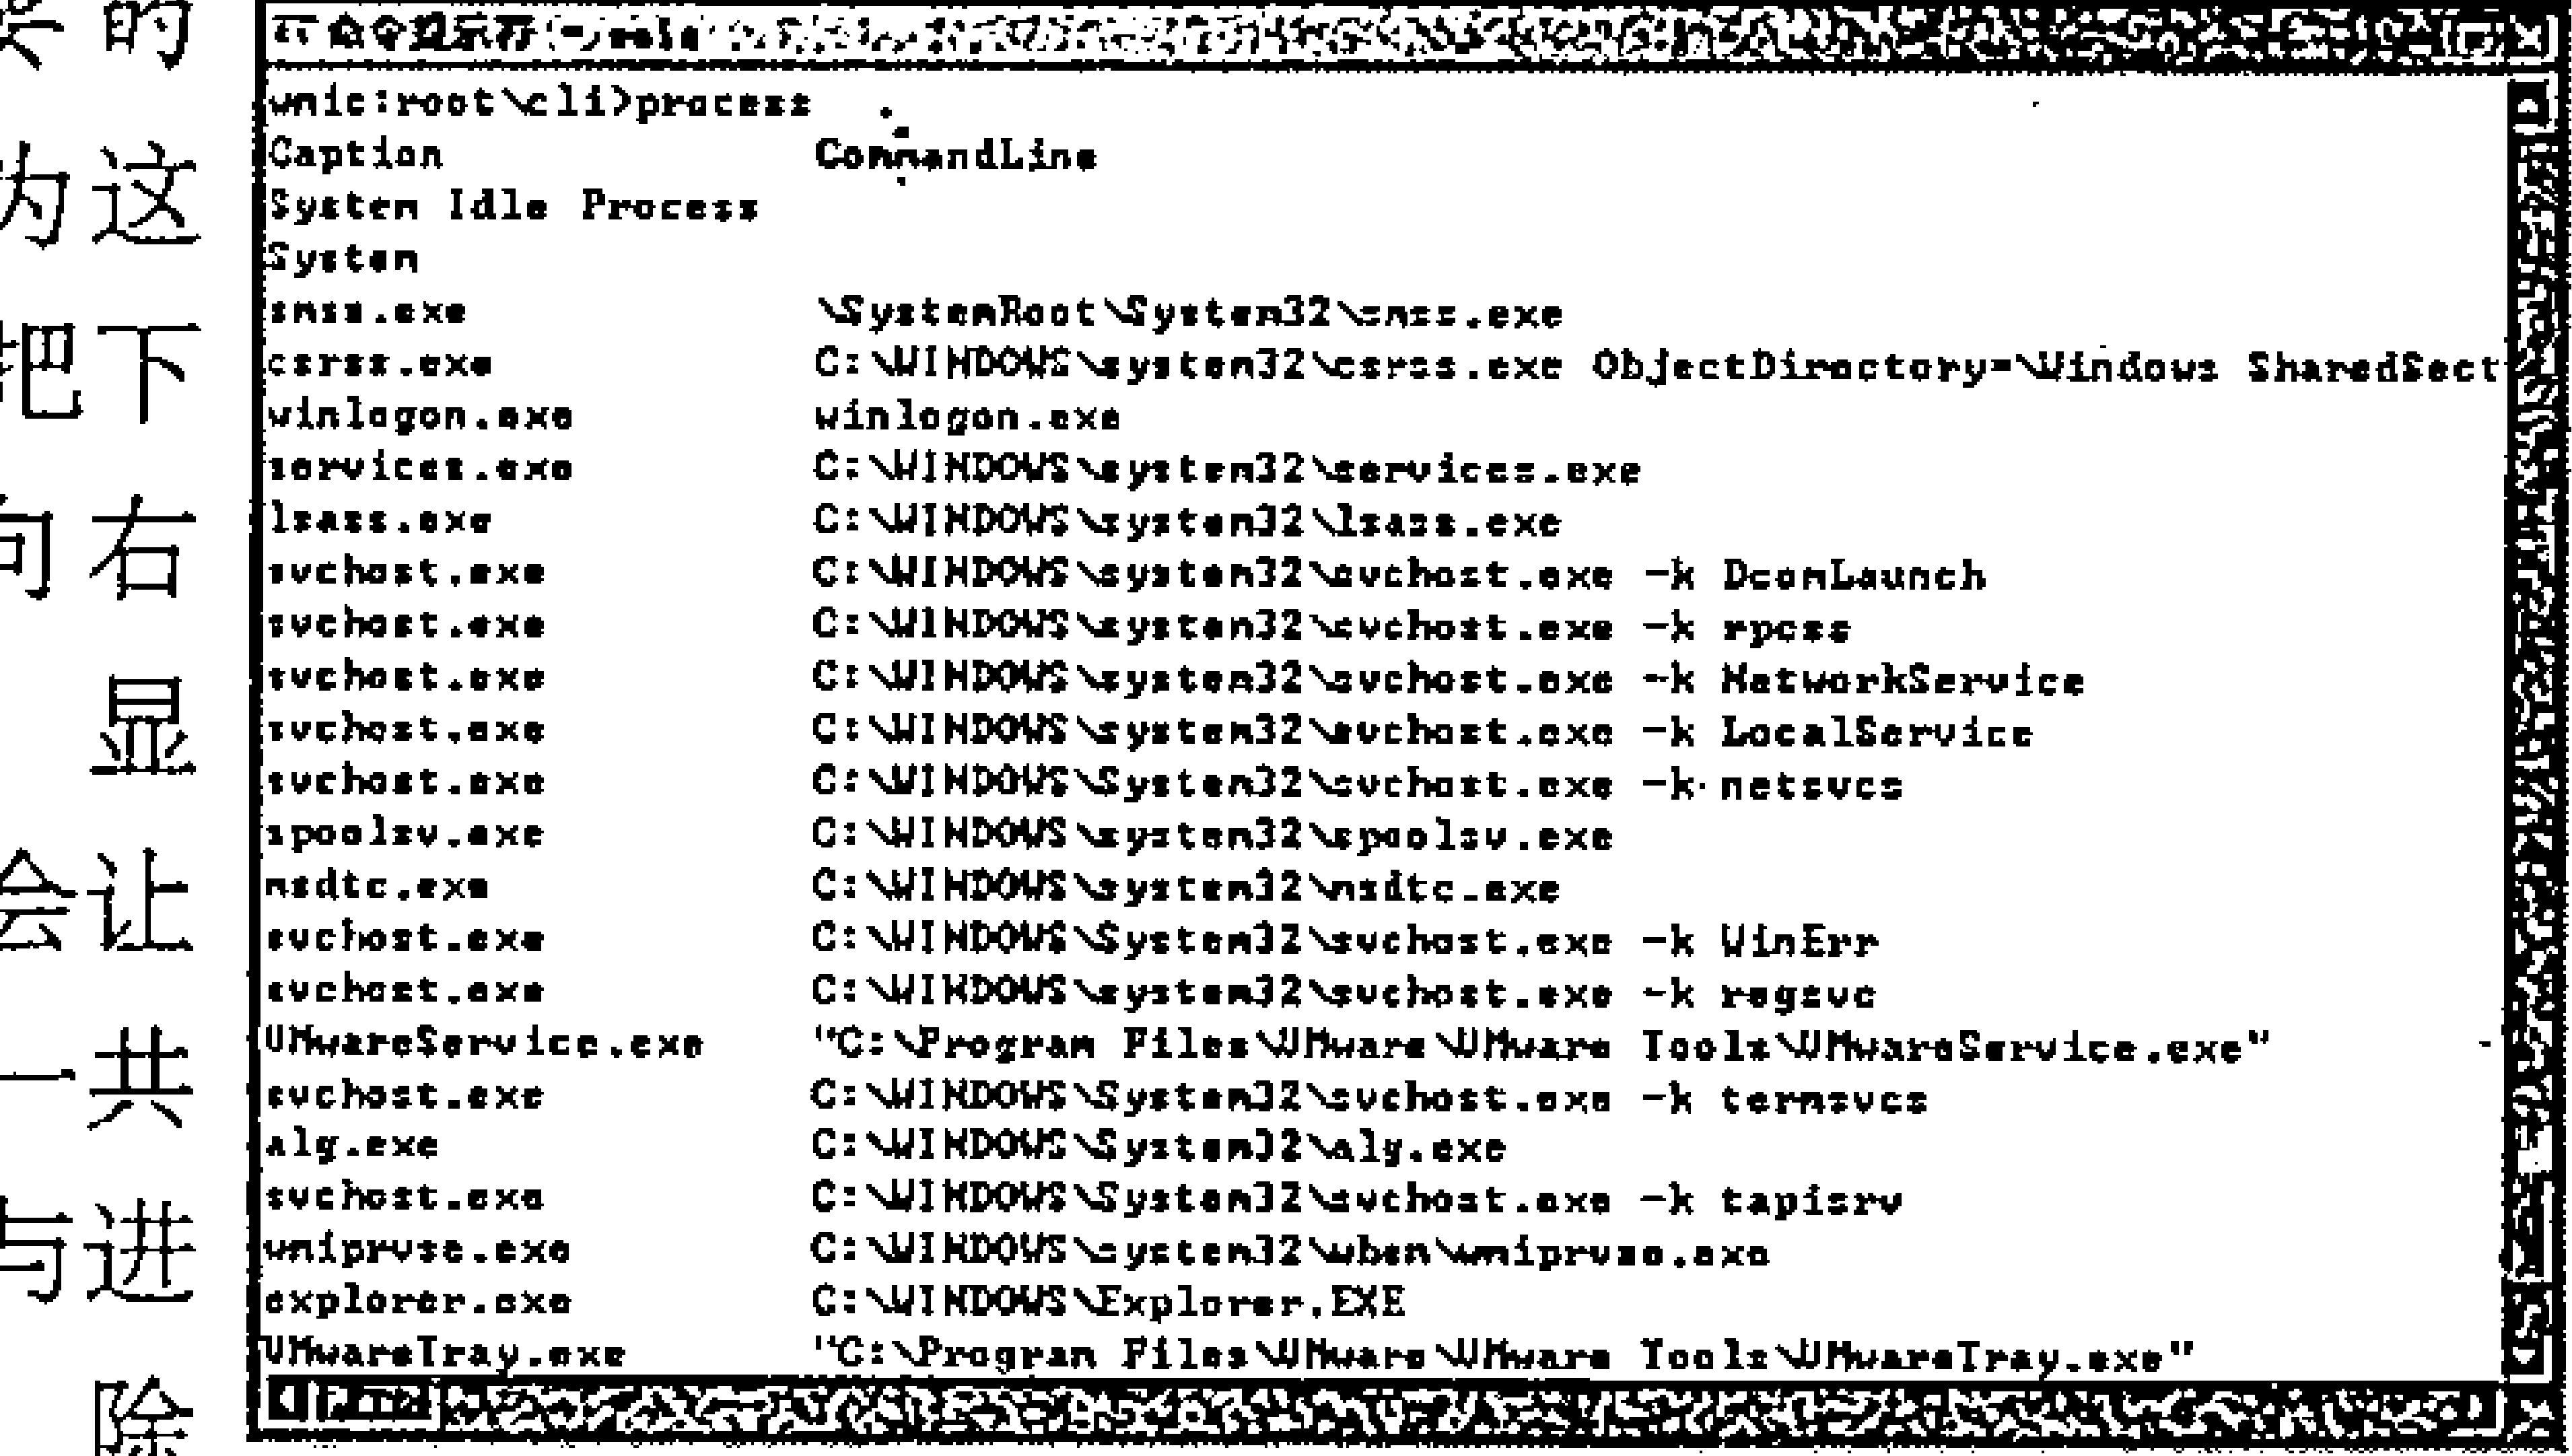 的
为这
把下
向右
显
会让
一共
与进
除
命令提示符 - wmic
wmic:root\cli>process
Caption CommandLine
System Idle Process
System
smss.exe \SystemRoot\System32\smss.exe
csrss.exe C:\WINDOWS\system32\csrss.exe ObjectDirectory=\Windows SharedSect
winlogon.exe winlogon.exe
services.exe C:\WINDOWS\system32\services.exe
lsass.exe C:\WINDOWS\system32\lsass.exe
svchost.exe C:\WINDOWS\system32\svchost.exe -k DcomLaunch
svchost.exe C:\WINDOWS\system32\svchost.exe -k rpcss
svchost.exe C:\WINDOWS\system32\svchost.exe -k NetworkService
svchost.exe C:\WINDOWS\system32\svchost.exe -k LocalService
svchost.exe C:\WINDOWS\System32\svchost.exe -k netsvcs
spoolsv.exe C:\WINDOWS\system32\spoolsv.exe
msdtc.exe C:\WINDOWS\system32\msdtc.exe
svchost.exe C:\WINDOWS\System32\svchost.exe -k WinErr
svchost.exe C:\WINDOWS\system32\svchost.exe -k regsvc
VMwareService.exe "C:\Program Files\VMware\VMware Tools\VMwareService.exe"
svchost.exe C:\WINDOWS\System32\svchost.exe -k termsvcs
alg.exe C:\WINDOWS\System32\alg.exe
svchost.exe C:\WINDOWS\System32\svchost.exe -k tapisrv
wmiprvse.exe C:\WINDOWS\system32\wbem\wmiprvse.exe
explorer.exe C:\WINDOWS\Explorer.EXE
VMwareTray.exe "C:\Program Files\VMware\VMware Tools\VMwareTray.exe"